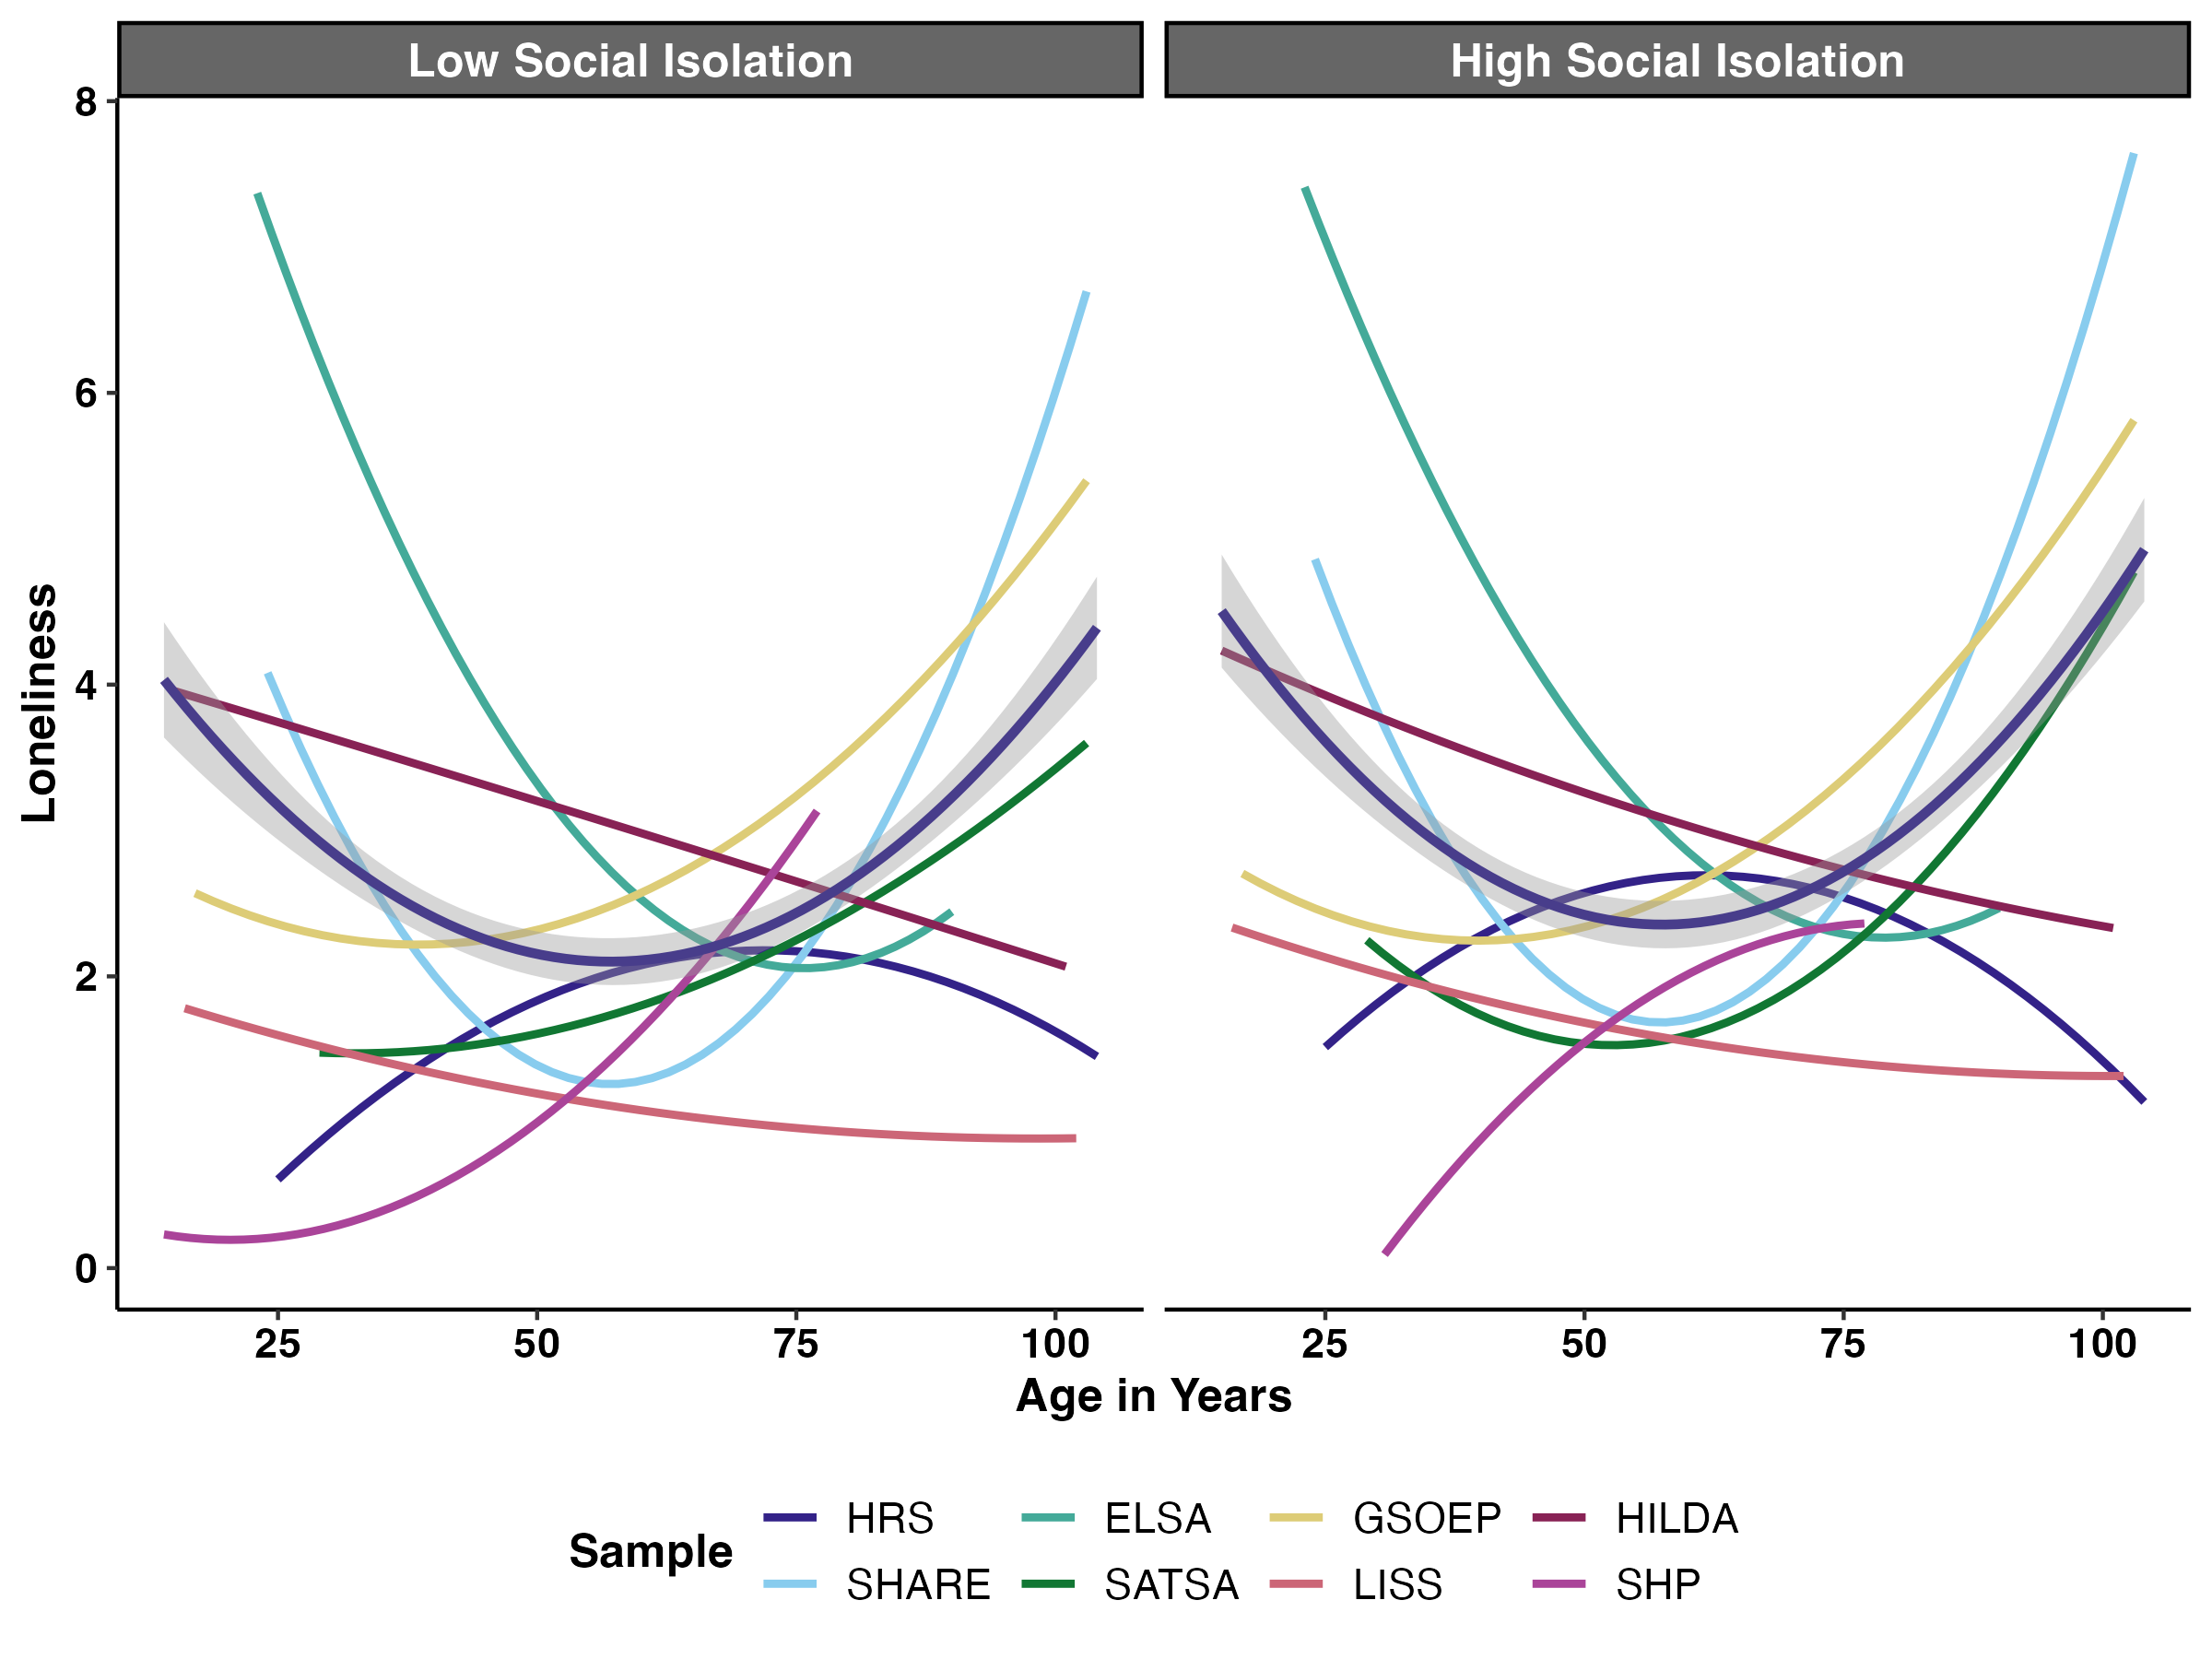 Low Social Isolation
High Social Isolation
8
6
4
2
0
Loneliness
25 50 75 100
25 50 75 100
Age in Years
Sample
HRS ELSA GSOEP HILDA
SHARE SATSA LISS SHP